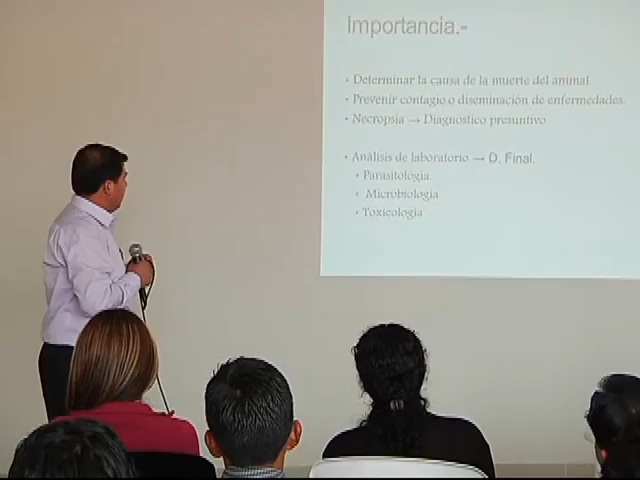 Importancia.-
• Determinar la causa de la muerte del animal.
• Prevenir contagio o diseminación de enfermedades.
• Necropsia → Diagnostico presuntivo.
• Análisis de laboratorio → D. Final.
• Parasitología.
• Microbiología
• Toxicología